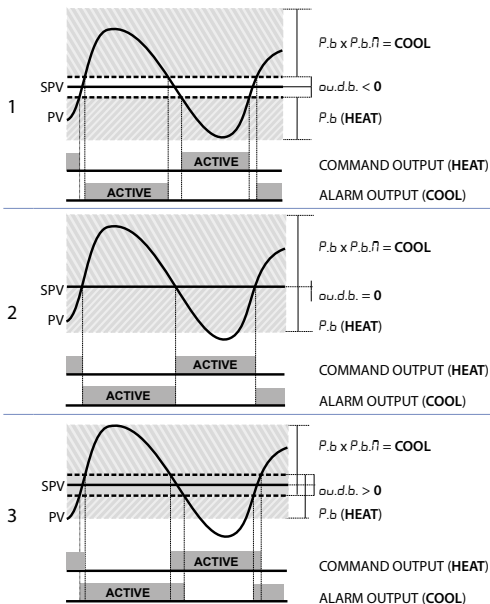 P.b x P.b.M = COOL
SPV
ou.d.b. < 0
1
PV
P.b (HEAT)
ACTIVE
COMMAND OUTPUT (HEAT)
ACTIVE
ALARM OUTPUT (COOL)
P.b x P.b.M = COOL
SPV
ou.d.b. = 0
2
PV
P.b (HEAT)
ACTIVE
COMMAND OUTPUT (HEAT)
ACTIVE
ALARM OUTPUT (COOL)
P.b x P.b.M = COOL
SPV
ou.d.b. > 0
3
PV
P.b (HEAT)
ACTIVE
COMMAND OUTPUT (HEAT)
ACTIVE
ALARM OUTPUT (COOL)